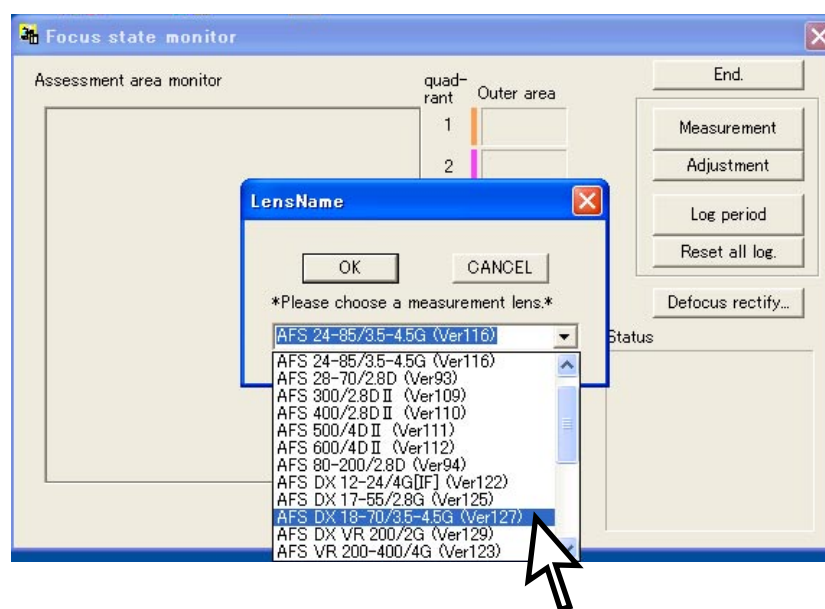 Focus state monitor
Assessment area monitor
quad-
rant
Outer area
1
2
End.
Measurement
Adjustment
Log period
Reset all log.
Defocus rectify...
Status
LensName
OK
CANCEL
*Please choose a measurement lens.*
AFS 24-85/3.5-4.5G (Ver116)
AFS 24-85/3.5-4.5G (Ver116)
AFS 28-70/2.8D (Ver93)
AFS 300/2.8DⅡ (Ver109)
AFS 400/2.8DⅡ (Ver110)
AFS 500/4DⅡ (Ver111)
AFS 600/4DⅡ (Ver112)
AFS 80-200/2.8D (Ver94)
AFS DX 12-24/4G[IF] (Ver122)
AFS DX 17-55/2.8G (Ver125)
AFS DX 18-70/3.5-4.5G (Ver127)
AFS DX VR 200/2G (Ver129)
AFS VR 200-400/4G (Ver123)